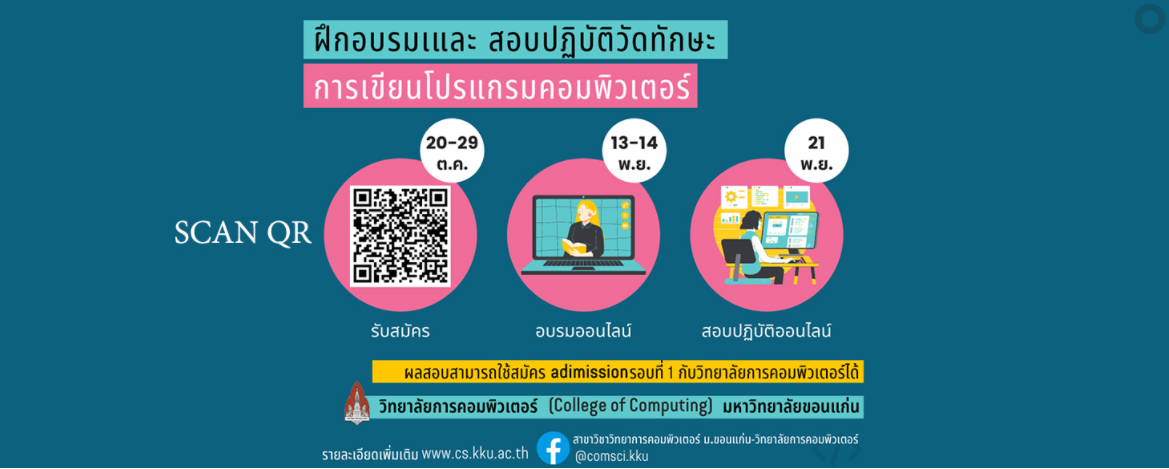 ฝึกอบรมและ สอบปฏิบัติวัดทักษะ
การเขียนโปรแกรมคอมพิวเตอร์
20-29
ต.ค.
13-14
พ.ย.
21
พ.ย.
SCAN QR
รับสมัคร
อบรมออนไลน์
สอบปฏิบัติออนไลน์
ผลสอบสามารถใช้สมัคร adimissionรอบที่ 1 กับวิทยาลัยการคอมพิวเตอร์ได้
วิทยาลัยการคอมพิวเตอร์ (College of Computing) มหาวิทยาลัยขอนแก่น
รายละเอียดเพิ่มเติม www.cs.kku.ac.th
สาขาวิชาวิทยาการคอมพิวเตอร์ ม.ขอนแก่น-วิทยาลัยการคอมพิวเตอร์
@comsci.kku